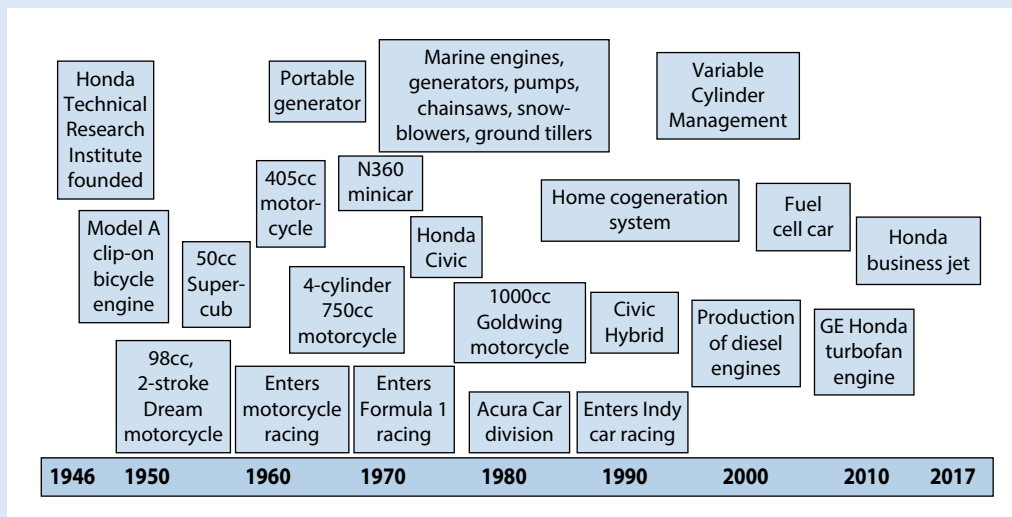 Honda
Technical
Research
Institute
founded
Portable
generator
Marine engines,
generators, pumps,
chainsaws, snow-
blowers, ground tillers
Variable
Cylinder
Management
405cc
motor-
cycle
N360
minicar
Home cogeneration
system
Fuel
cell car
Model A
clip-on
bicycle
engine
50cc
Super-
cub
Honda
Civic
Honda
business jet
4-cylinder
750cc
motorcycle
1000cc
Goldwing
motorcycle
Civic
Hybrid
Production
of diesel
engines
GE Honda
turbofan
engine
98cc,
2-stroke
Dream
motorcycle
Enters
motorcycle
racing
Enters
Formula 1
racing
Acura Car
division
Enters Indy
car racing
1946 1950 1960 1970 1980 1990 2000 2010 2017